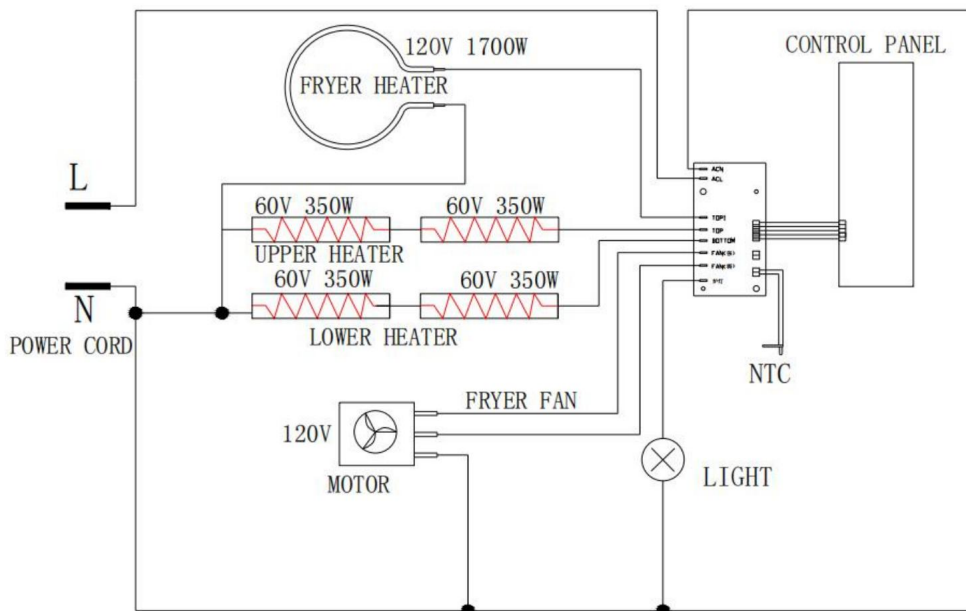 120V 1700W
CONTROL PANEL
FRYER HEATER
L
ACN
ACL
60V 350W
60V 350W
TOP1
TOP
UPPER HEATER
BOTTOM
60V 350W
60V 350W
N
LOWER HEATER
POWER CORD
NTC
FRYER FAN
120V
MOTOR
LIGHT